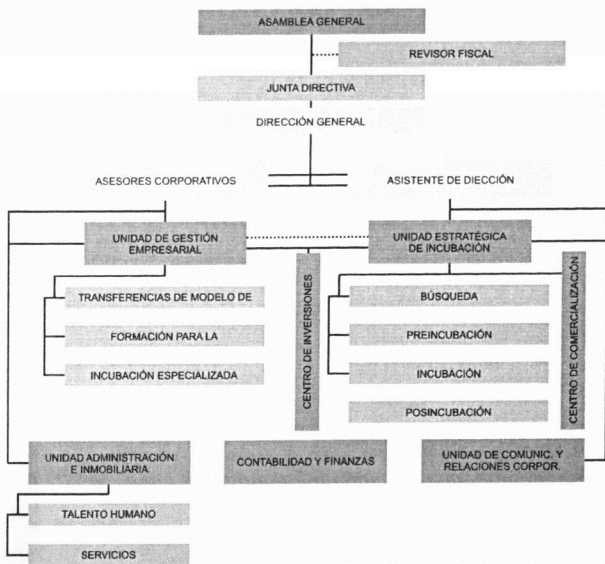 ASAMBLEA GENERAL
REVISOR FISCAL
JUNTA DIRECTIVA
DIRECCIÓN GENERAL
ASESORES CORPORATIVOS
ASISTENTE DE DIECCIÓN
UNIDAD DE GESTIÓN
EMPRESARIAL
UNIDAD ESTRATÉGICA
DE INCUBACIÓN
TRANSFERENCIAS DE MODELO DE
FORMACIÓN PARA LA
INCUBACIÓN ESPECIALIZADA
CENTRO DE INVERSIONES
BÚSQUEDA
PREINCUBACIÓN
INCUBACIÓN
POSINCUBACIÓN
CENTRO DE COMERCIALIZACIÓN
UNIDAD ADMINISTRACIÓN
E INMOBILIARIA
CONTABILIDAD Y FINANZAS
UNIDAD DE COMUNIC. Y
RELACIONES CORPOR.
TALENTO HUMANO
SERVICIOS